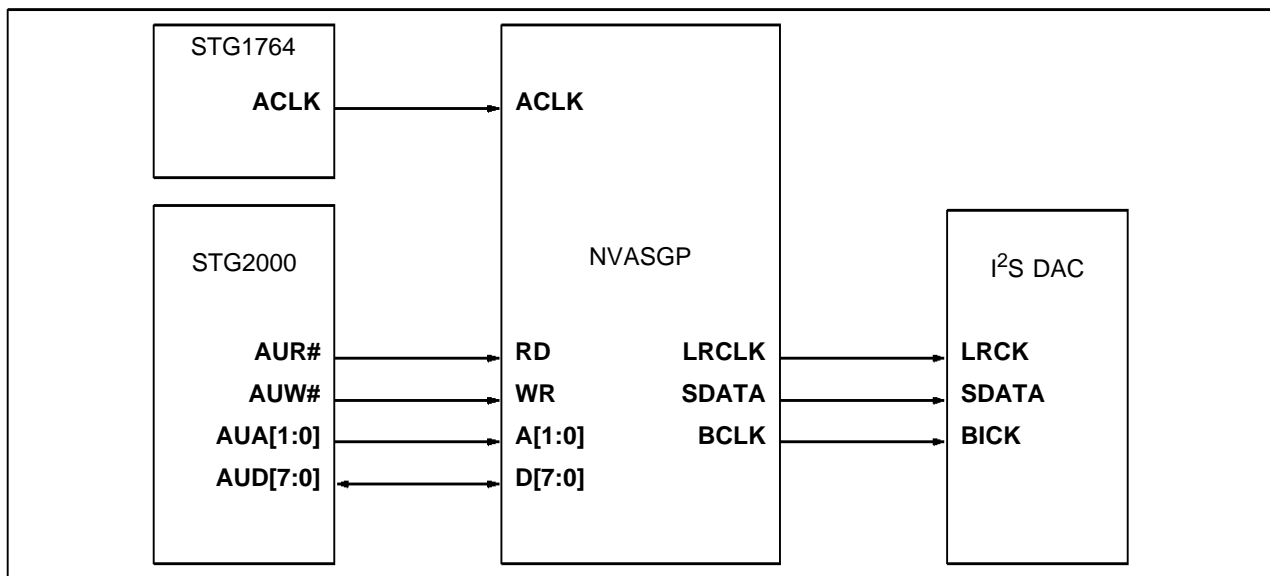 STG1764
ACLK
ACLK
STG2000
NVASGP
I²S DAC
AUR#
RD
LRCLK
LRCK
AUW#
WR
SDATA
SDATA
AUA[1:0]
A[1:0]
BCLK
BICK
AUD[7:0]
D[7:0]